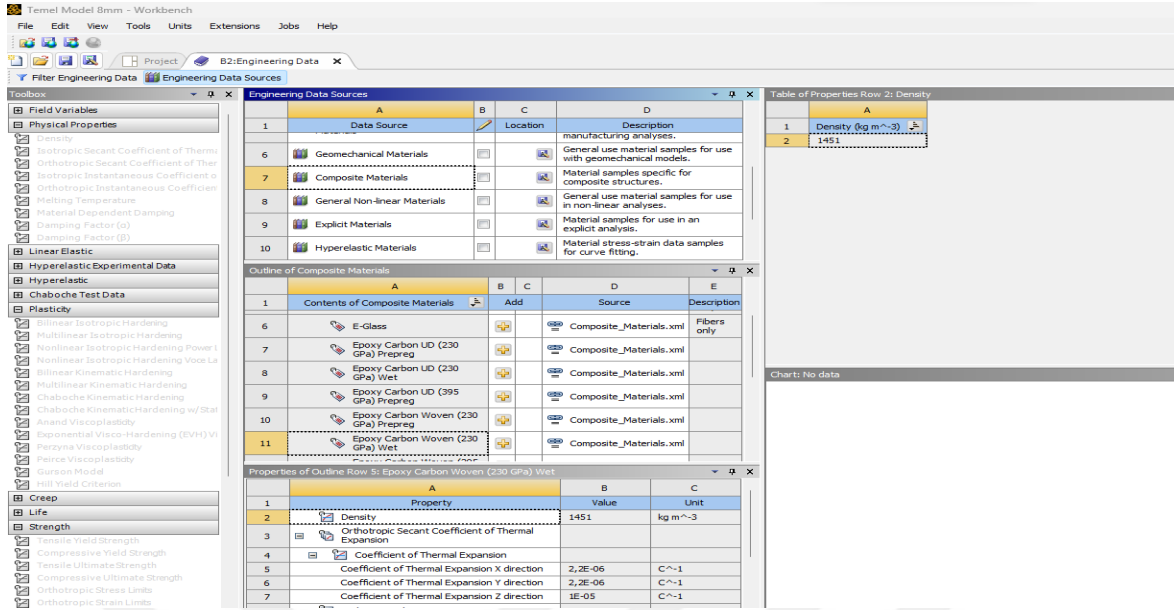 Temel Model 8mm - Workbench
File Edit View Tools Units Extensions Jobs Help
Project B2:Engineering Data
Filter Engineering Data Engineering Data Sources
Toolbox
Field Variables
Physical Properties
Density
Isotropic Secant Coefficient of Therm
Orthotropic Secant Coefficient of Ther
Isotropic Instantaneous Coefficient o
Orthotropic Instantaneous Coefficien
Melting Temperature
Material Dependent Damping
Damping Factor (α)
Damping Factor (β)
Linear Elastic
Hyperelastic Experimental Data
Hyperelastic
Chaboche Test Data
Plasticity
Bilinear Isotropic Hardening
Multilinear Isotropic Hardening
Nonlinear Isotropic Hardening Power L
Nonlinear Isotropic Hardening Voce La
Bilinear Kinematic Hardening
Multilinear Kinematic Hardening
Chaboche Kinematic Hardening
Chaboche Kinematic Hardening w/ Stat
Anand Viscoplasticity
Exponential Visco-Hardening (EVH) Vi
Perzyna Viscoplasticity
Peirce Viscoplasticity
Gurson Model
Hill Yield Criterion
Creep
Life
Strength
Tensile Yield Strength
Compressive Yield Strength
Tensile Ultimate Strength
Compressive Ultimate Strength
Orthotropic Stress Limits
Orthotropic Strain Limits
Engineering Data Sources
A B C D
1 Data Source Location Description
manufacturing analyses.
6 Geomechanical Materials General use material samples for use
with geomechanical models.
7 Composite Materials Material samples specific for
composite structures.
8 General Non-linear Materials General use material samples for use
in non-linear analyses.
9 Explicit Materials Material samples for use in an
explicit analysis.
10 Hyperelastic Materials Material stress-strain data samples
for curve fitting.
Outline of Composite Materials
A B C D E
1 Contents of Composite Materials Add Source Description
6 E-Glass Composite_Materials.xml Fibers
only
7 Epoxy Carbon UD (230
GPa) Prepreg Composite_Materials.xml
8 Epoxy Carbon UD (230
GPa) Wet Composite_Materials.xml
9 Epoxy Carbon UD (395
GPa) Prepreg Composite_Materials.xml
10 Epoxy Carbon Woven (230
GPa) Prepreg Composite_Materials.xml
11 Epoxy Carbon Woven (230
GPa) Wet Composite_Materials.xml
Properties of Outline Row 5: Epoxy Carbon Woven (230 GPa) Wet
A B C
1 Property Value Unit
2 Density 1451 kg m^-3
3 Orthotropic Secant Coefficient of Thermal
Expansion
4 Coefficient of Thermal Expansion
5 Coefficient of Thermal Expansion X direction 2,2E-06 C^-1
6 Coefficient of Thermal Expansion Y direction 2,2E-06 C^-1
7 Coefficient of Thermal Expansion Z direction 1E-05 C^-1
Table of Properties Row 2: Density
A
1 Density (kg m^-3)
2 1451
Chart: No data